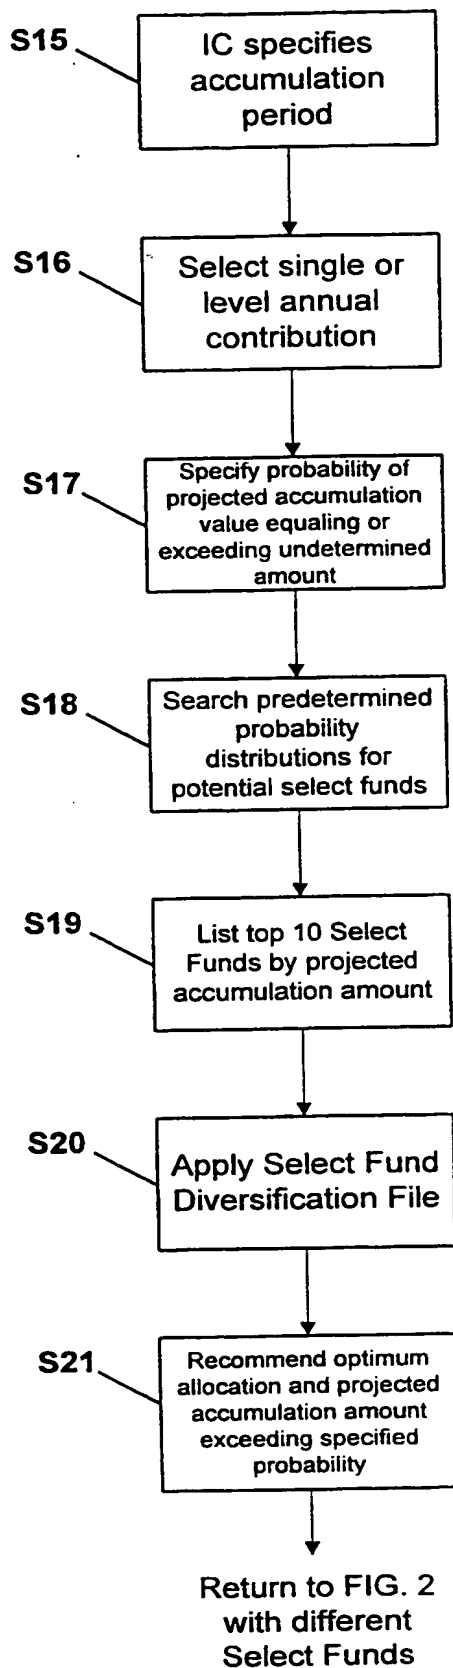 S15
IC specifies
accumulation
period
S16
Select single or
level annual
contribution
S17
Specify probability of
projected accumulation
value equaling or
exceeding undetermined
amount
S18
Search predetermined
probability
distributions for
potential select funds
S19
List top 10 Select
Funds by projected
accumulation amount
S20
Apply Select Fund
Diversification File
S21
Recommend optimum
allocation and projected
accumulation amount
exceeding specified
probability
Return to FIG. 2
with different
Select Funds